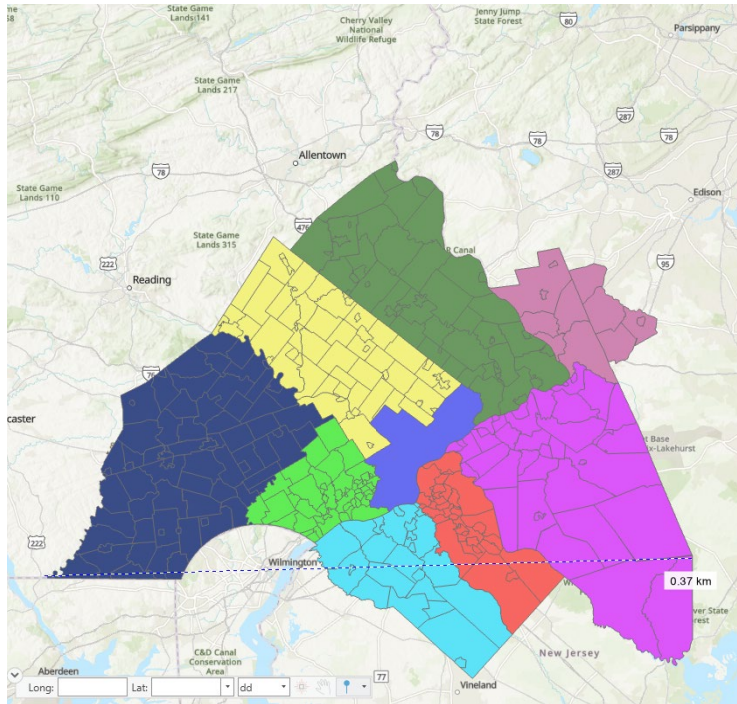 State Game
Lands 141
Cherry Valley
National
Wildlife Refuge
Jenny Jump
State Forest
80
Parsippany
State Game
Lands 217
287
78
78
78
Allentown
78
287
State Game
Lands 110
Edison
476
State Game
Lands 315
R Canal
222
95
Reading
76
caster
t Base
x-Lakehurst
222
Wilmington
0.37 km
ver State
rest
New Jersey
C&D Canal
Conservation
Area
Aberdeen
77
Long:
Lat:
dd
Vineland